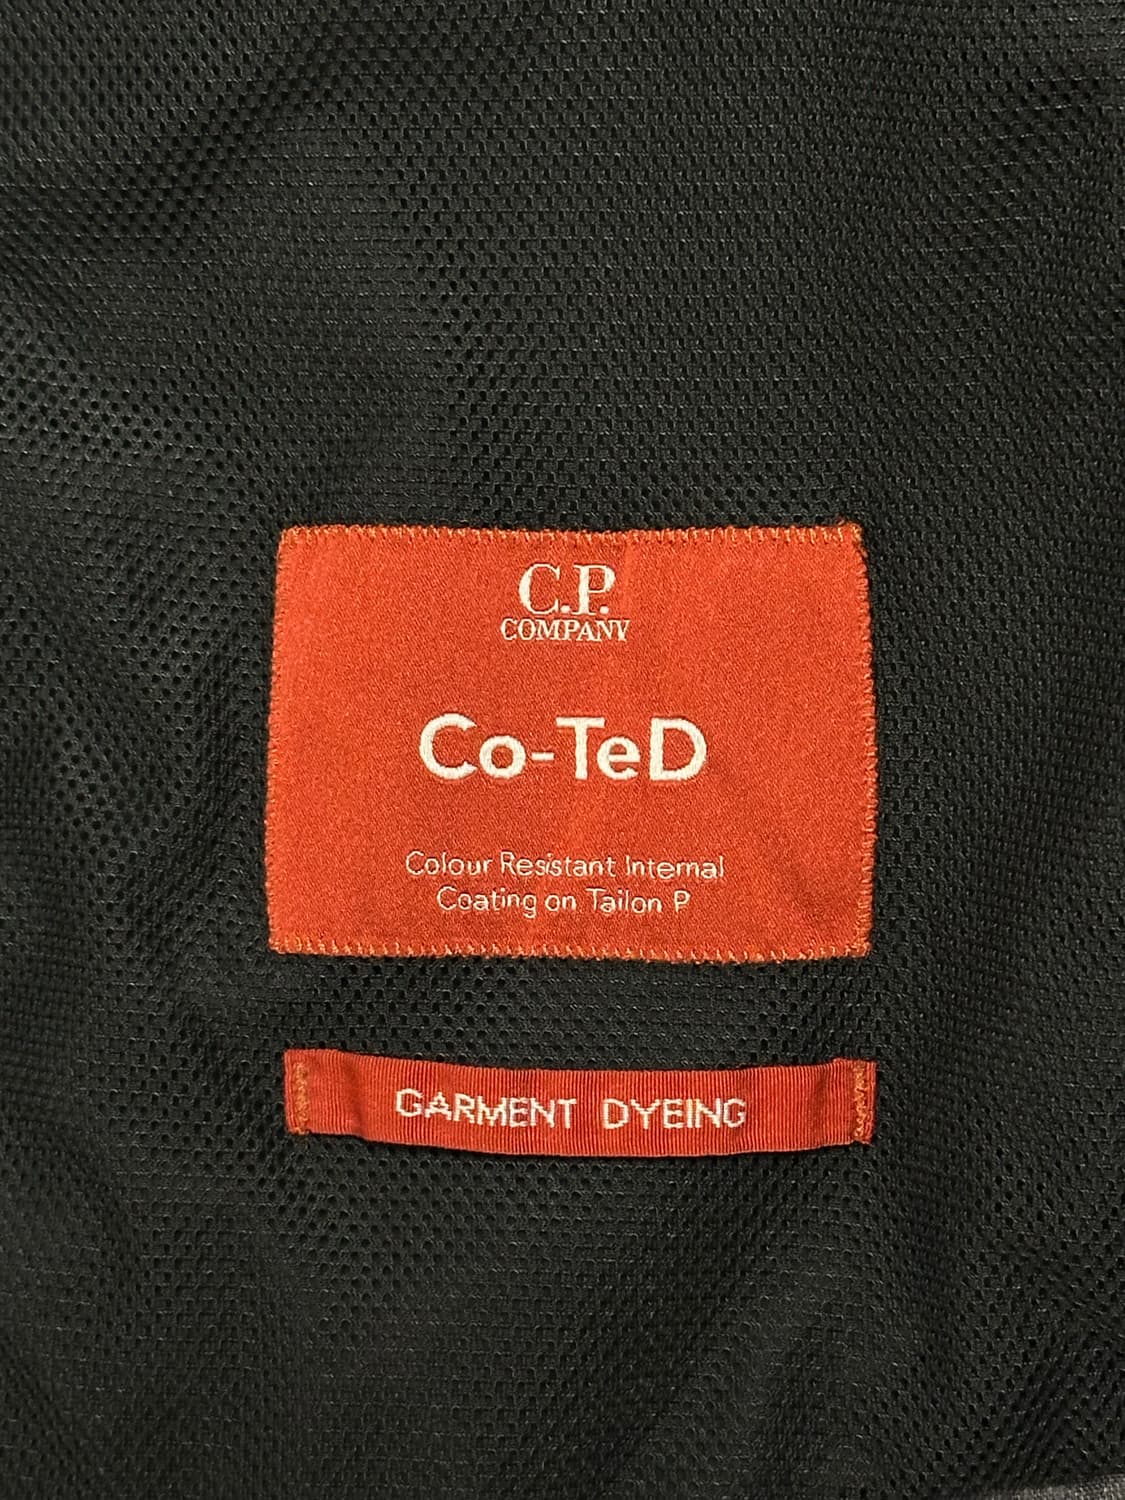 C.P.
COMPANY
Co-TeD
Colour Resistant Internal
Coating on Tailon P
GARMENT DYEING